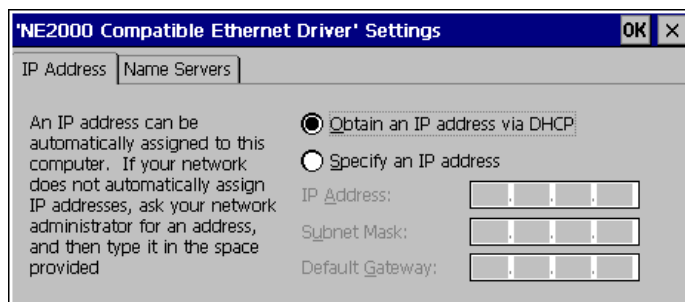 'NE2000 Compatible Ethernet Driver' Settings OK ×
IP Address Name Servers
An IP address can be
automatically assigned to this
computer. If your network
does not automatically assign
IP addresses, ask your network
administrator for an address,
and then type it in the space
provided
Obtain an IP address via DHCP
Specify an IP address
IP Address:
Subnet Mask:
Default Gateway: